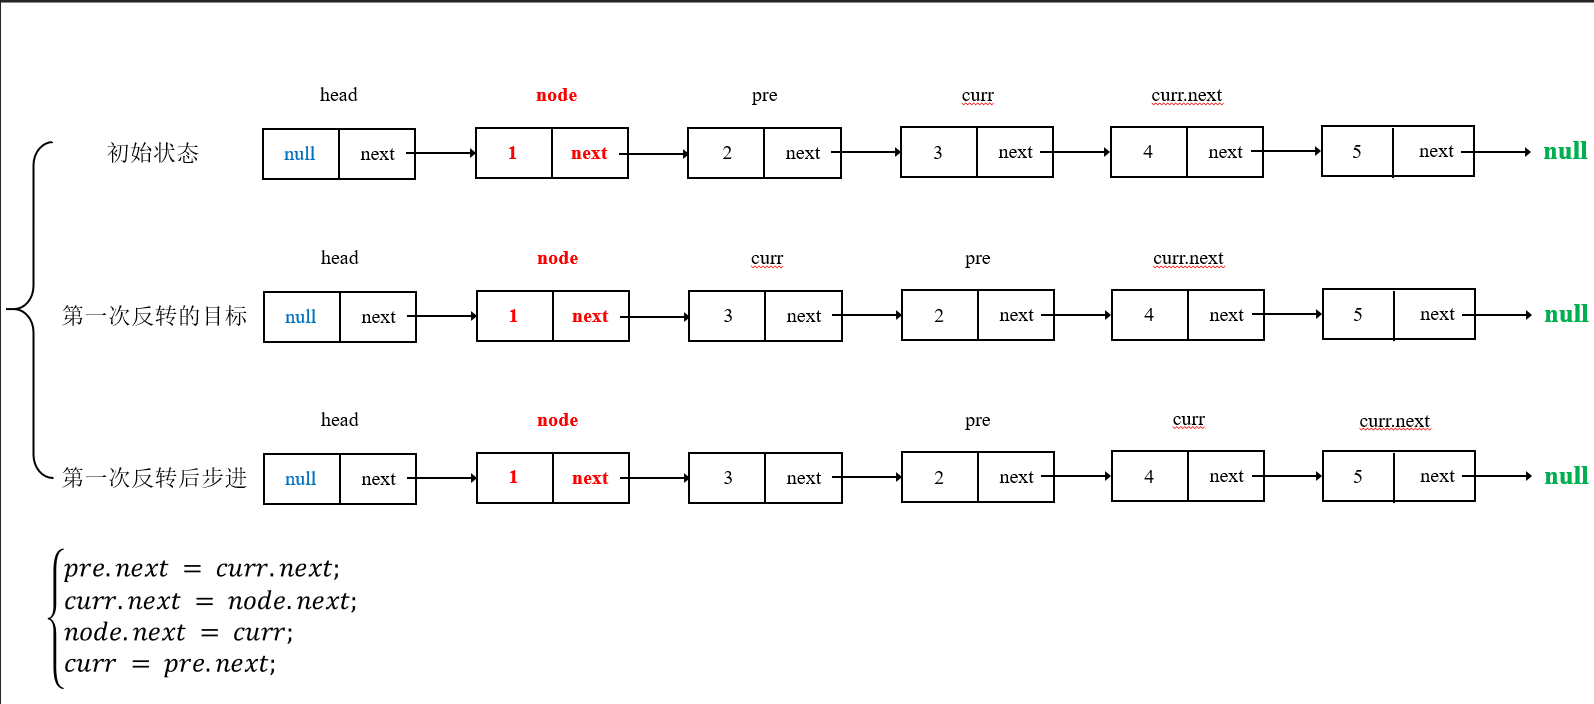 head node pre curr curr.next
初始状态 null next 1 next 2 next 3 next 4 next 5 next null
head node curr pre curr.next
第一次反转的目标 null next 1 next 3 next 2 next 4 next 5 next null
head node pre curr curr.next
第一次反转后步进 null next 1 next 3 next 2 next 4 next 5 next null
pre.next = curr.next;
curr.next = node.next;
node.next = curr;
curr = pre.next;